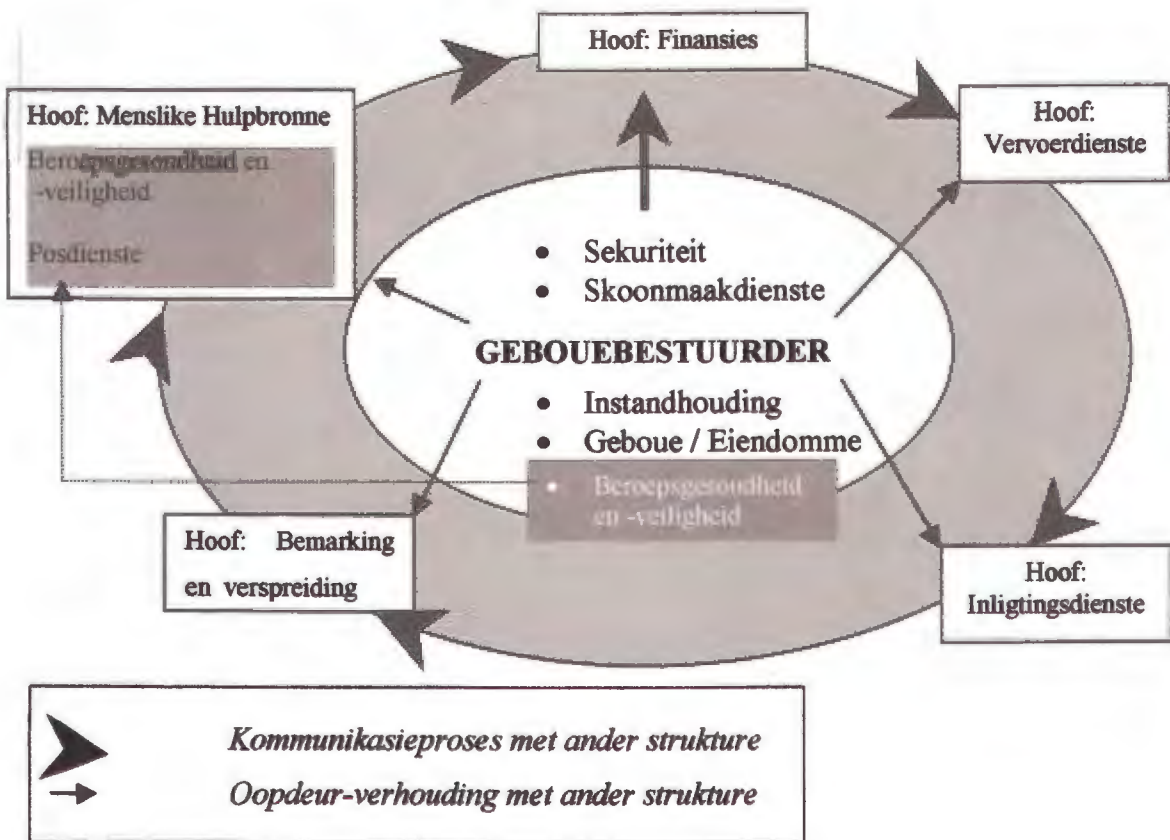 Hoof: Finansies
Hoof: Menslike Hulpbronne
Beroepsgesondheid en
-veiligheid
Posdienste
Hoof:
Vervoerdienste
• Sekuriteit
• Skoonmaakdienste
GEBOUEBESTUURDER
• Instandhouding
• Geboue / Eiendomme
• Beroepsgesoudheid
en -veiligheid
Hoof: Bemarking
en verspreiding
Hoof:
Inligtingsdienste
Kommunikasieproses met ander strukture
Oopdeur-verhouding met ander strukture